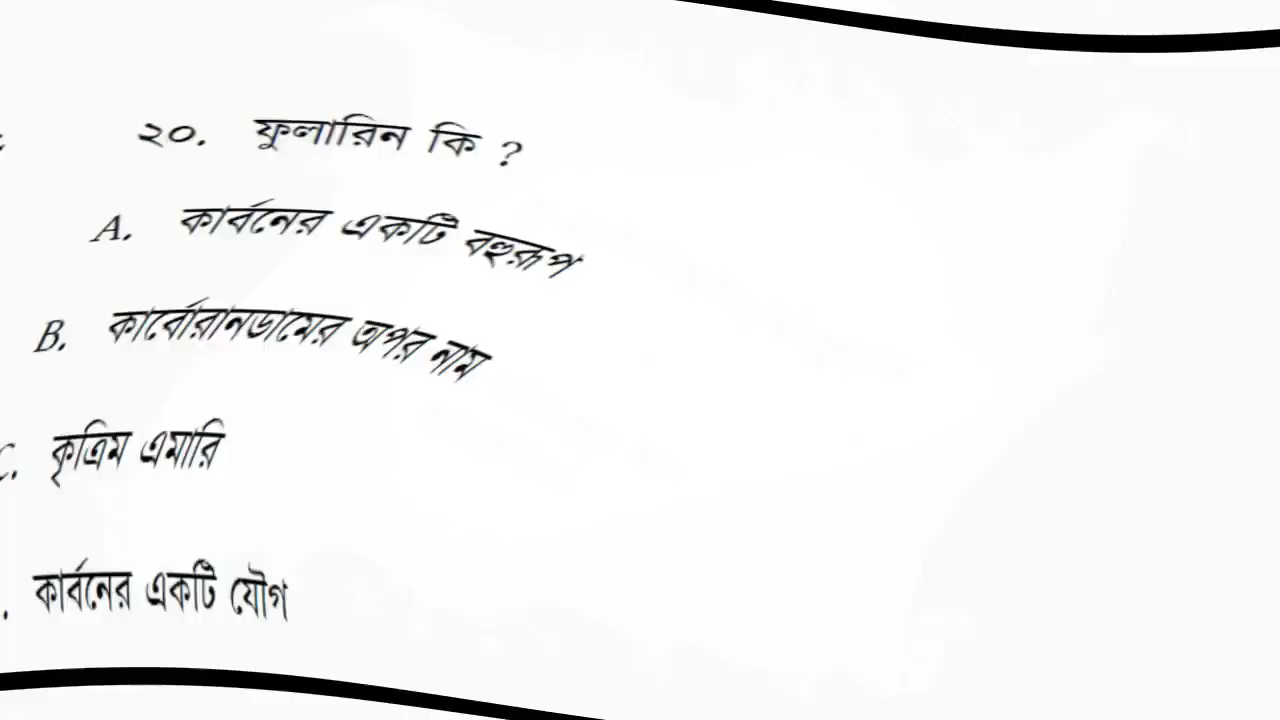 ২০. ফুলারিন কি ?
A. কার্বনের একটি বহুরূপ
B. কার্বোরানডামের অপর নাম
C. কৃত্রিম এমারি
. কার্বনের একটি যৌগ